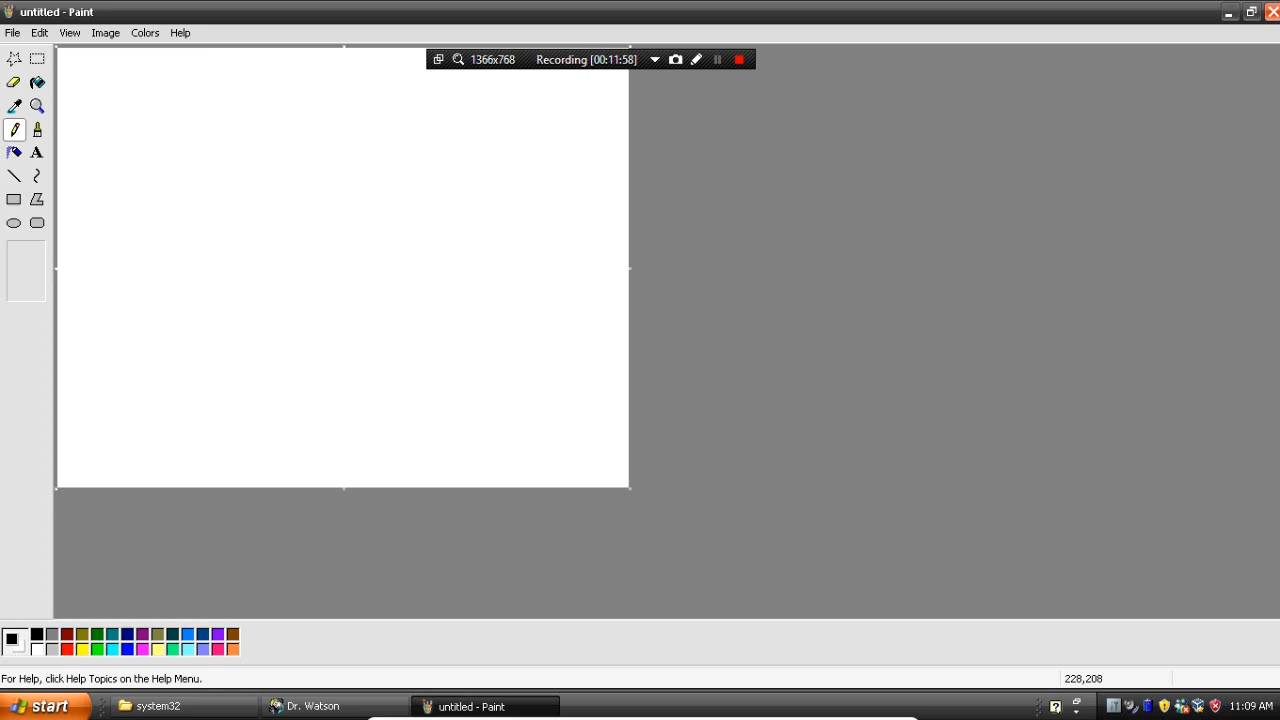 untitled - Paint
File Edit View Image Colors Help
1366x768 Recording [00:11:58]
A
For Help, click Help Topics on the Help Menu.
228,208
start system32 Dr. Watson untitled - Paint 11:09 AM